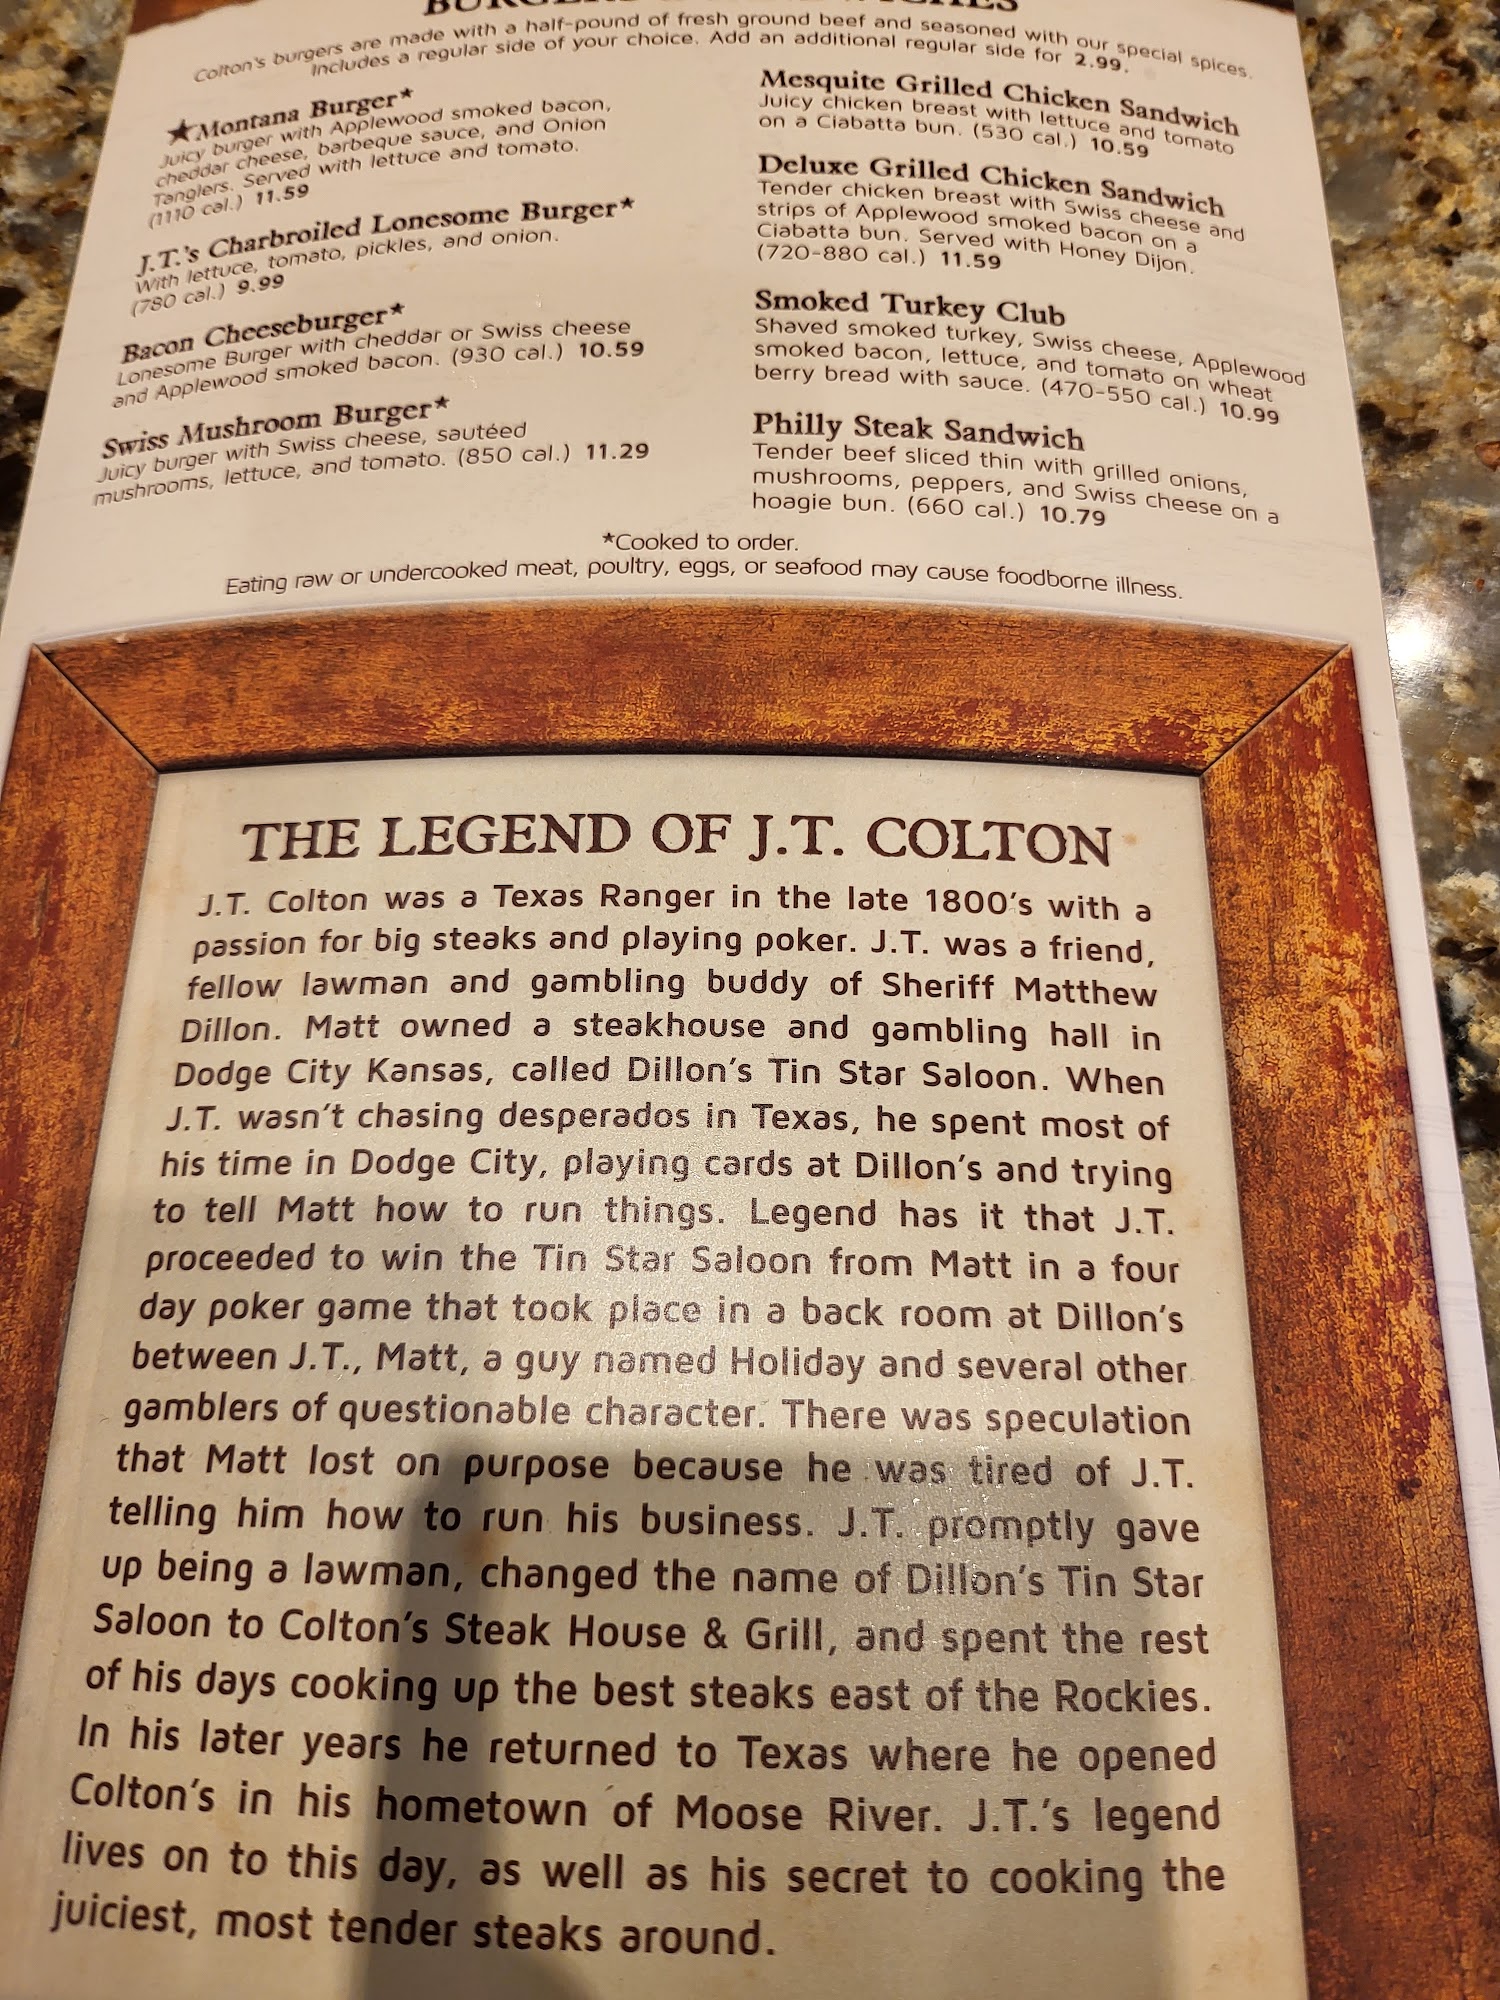 BURGERS & SANDWICHES
Colton's burgers are made with a half-pound of fresh ground beef and seasoned with our special spices.
Includes a regular side of your choice. Add an additional regular side for 2.99.
★Montana Burger*
Juicy burger with Applewood smoked bacon,
cheddar cheese, barbeque sauce, and Onion
Tanglers. Served with lettuce and tomato.
(1110 cal.) 11.59
J.T.'s Charbroiled Lonesome Burger*
With lettuce, tomato, pickles, and onion.
(780 cal.) 9.99
Bacon Cheeseburger*
Lonesome Burger with cheddar or Swiss cheese
and Applewood smoked bacon. (930 cal.) 10.59
Swiss Mushroom Burger*
Juicy burger with Swiss cheese, sautéed
mushrooms, lettuce, and tomato. (850 cal.) 11.29
Mesquite Grilled Chicken Sandwich
Juicy chicken breast with lettuce and tomato
on a Ciabatta bun. (530 cal.) 10.59
Deluxe Grilled Chicken Sandwich
Tender chicken breast with Swiss cheese and
strips of Applewood smoked bacon on a
Ciabatta bun. Served with Honey Dijon.
(720-880 cal.) 11.59
Smoked Turkey Club
Shaved smoked turkey, Swiss cheese, Applewood
smoked bacon, lettuce, and tomato on wheat
berry bread with sauce. (470-550 cal.) 10.99
Philly Steak Sandwich
Tender beef sliced thin with grilled onions,
mushrooms, peppers, and Swiss cheese on a
hoagie bun. (660 cal.) 10.79
*Cooked to order.
Eating raw or undercooked meat, poultry, eggs, or seafood may cause foodborne illness.
THE LEGEND OF J.T. COLTON
J.T. Colton was a Texas Ranger in the late 1800's with a
passion for big steaks and playing poker. J.T. was a friend,
fellow lawman and gambling buddy of Sheriff Matthew
Dillon. Matt owned a steakhouse and gambling hall in
Dodge City Kansas, called Dillon's Tin Star Saloon. When
J.T. wasn't chasing desperados in Texas, he spent most of
his time in Dodge City, playing cards at Dillon's and trying
to tell Matt how to run things. Legend has it that J.T.
proceeded to win the Tin Star Saloon from Matt in a four
day poker game that took place in a back room at Dillon's
between J.T., Matt, a guy named Holiday and several other
gamblers of questionable character. There was speculation
that Matt lost on purpose because he was tired of J.T.
telling him how to run his business. J.T. promptly gave
up being a lawman, changed the name of Dillon's Tin Star
Saloon to Colton's Steak House & Grill, and spent the rest
of his days cooking up the best steaks east of the Rockies.
In his later years he returned to Texas where he opened
Colton's in his hometown of Moose River. J.T.'s legend
lives on to this day, as well as his secret to cooking the
juiciest, most tender steaks around.